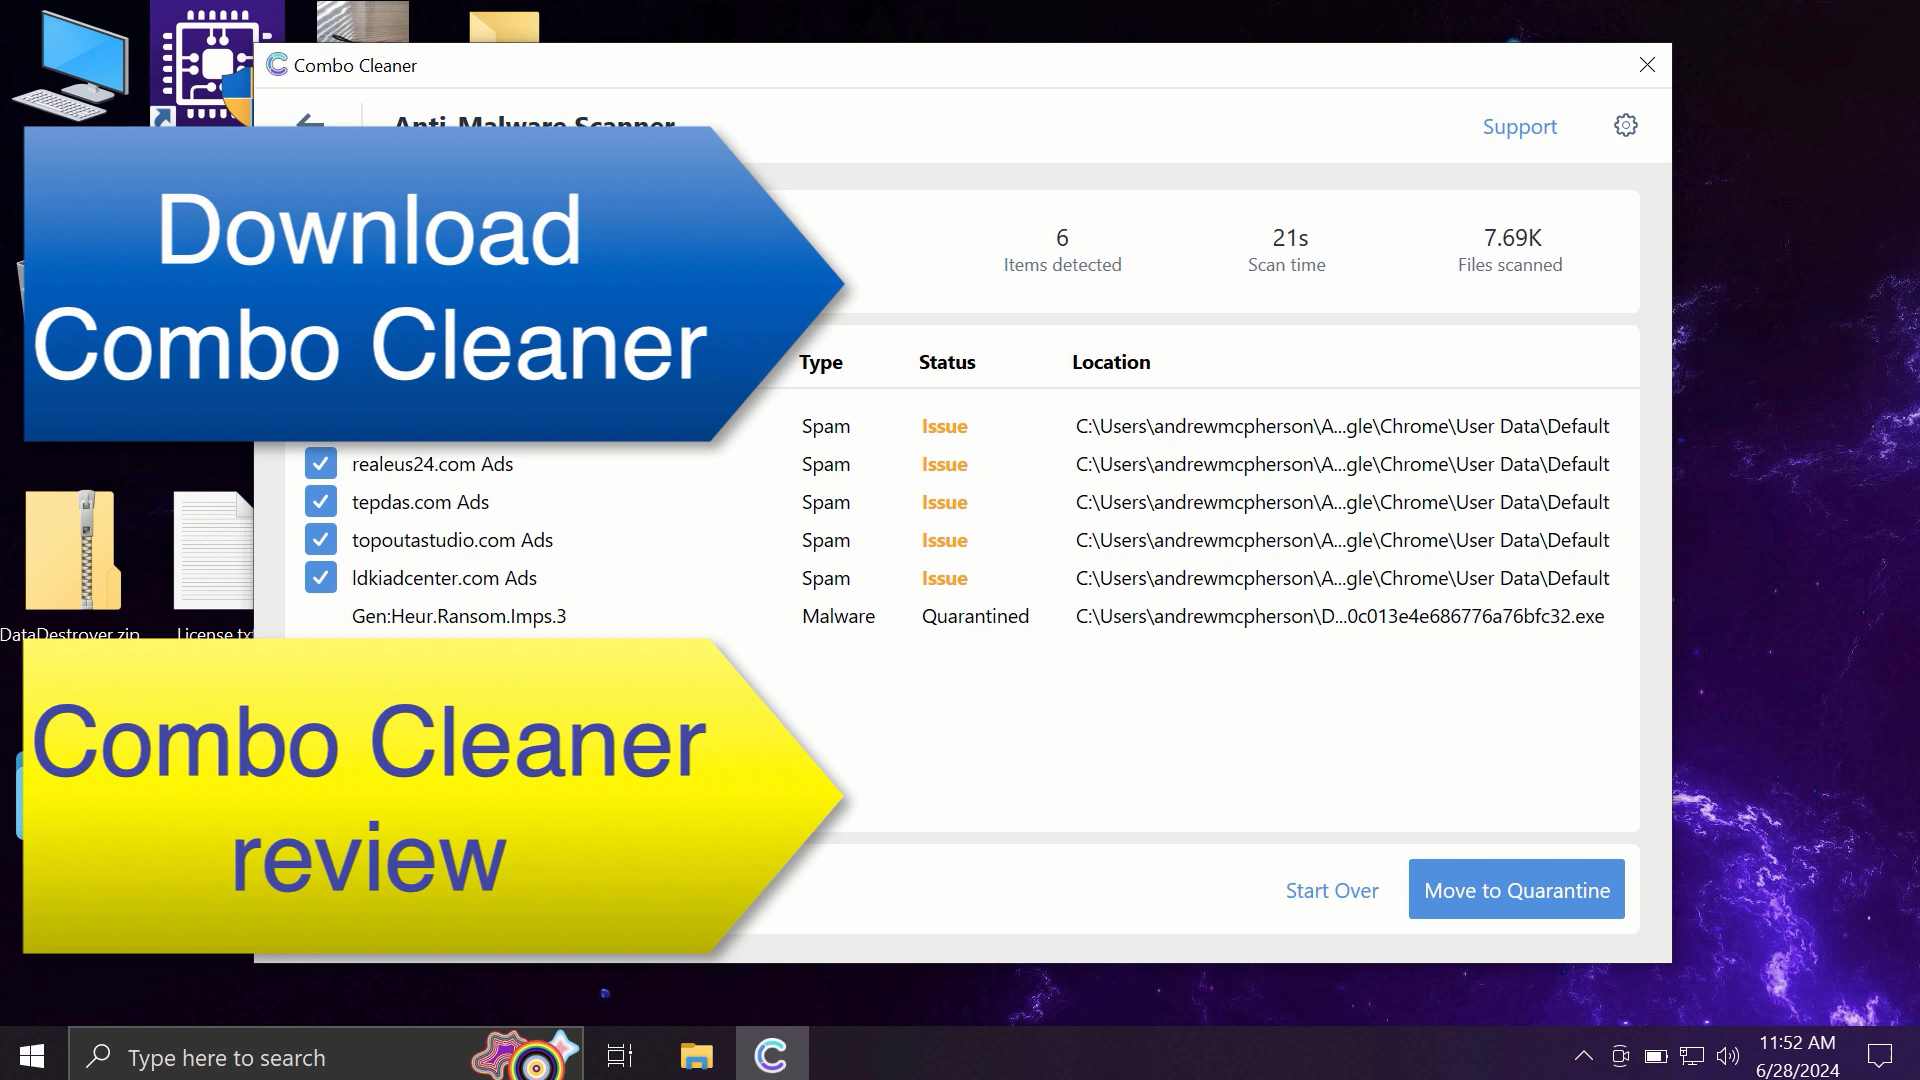 Combo Cleaner
Anti-Malware Scanner
Support
Download
Combo Cleaner
6
Items detected
21s
Scan time
7.69K
Files scanned
Type Status Location
Spam Issue C:\Users\andrewmcpherson\A...gle\Chrome\User Data\Default
realeus24.com Ads Spam Issue C:\Users\andrewmcpherson\A...gle\Chrome\User Data\Default
tepdas.com Ads Spam Issue C:\Users\andrewmcpherson\A...gle\Chrome\User Data\Default
topoutastudio.com Ads Spam Issue C:\Users\andrewmcpherson\A...gle\Chrome\User Data\Default
ldkiadcenter.com Ads Spam Issue C:\Users\andrewmcpherson\A...gle\Chrome\User Data\Default
Gen:Heur.Ransom.Imps.3 Malware Quarantined C:\Users\andrewmcpherson\D...0c013e4e686776a76bfc32.exe
DataDestroyer.zip License.tx
Combo Cleaner
review
Start Over Move to Quarantine
Type here to search
11:52 AM
6/28/2024